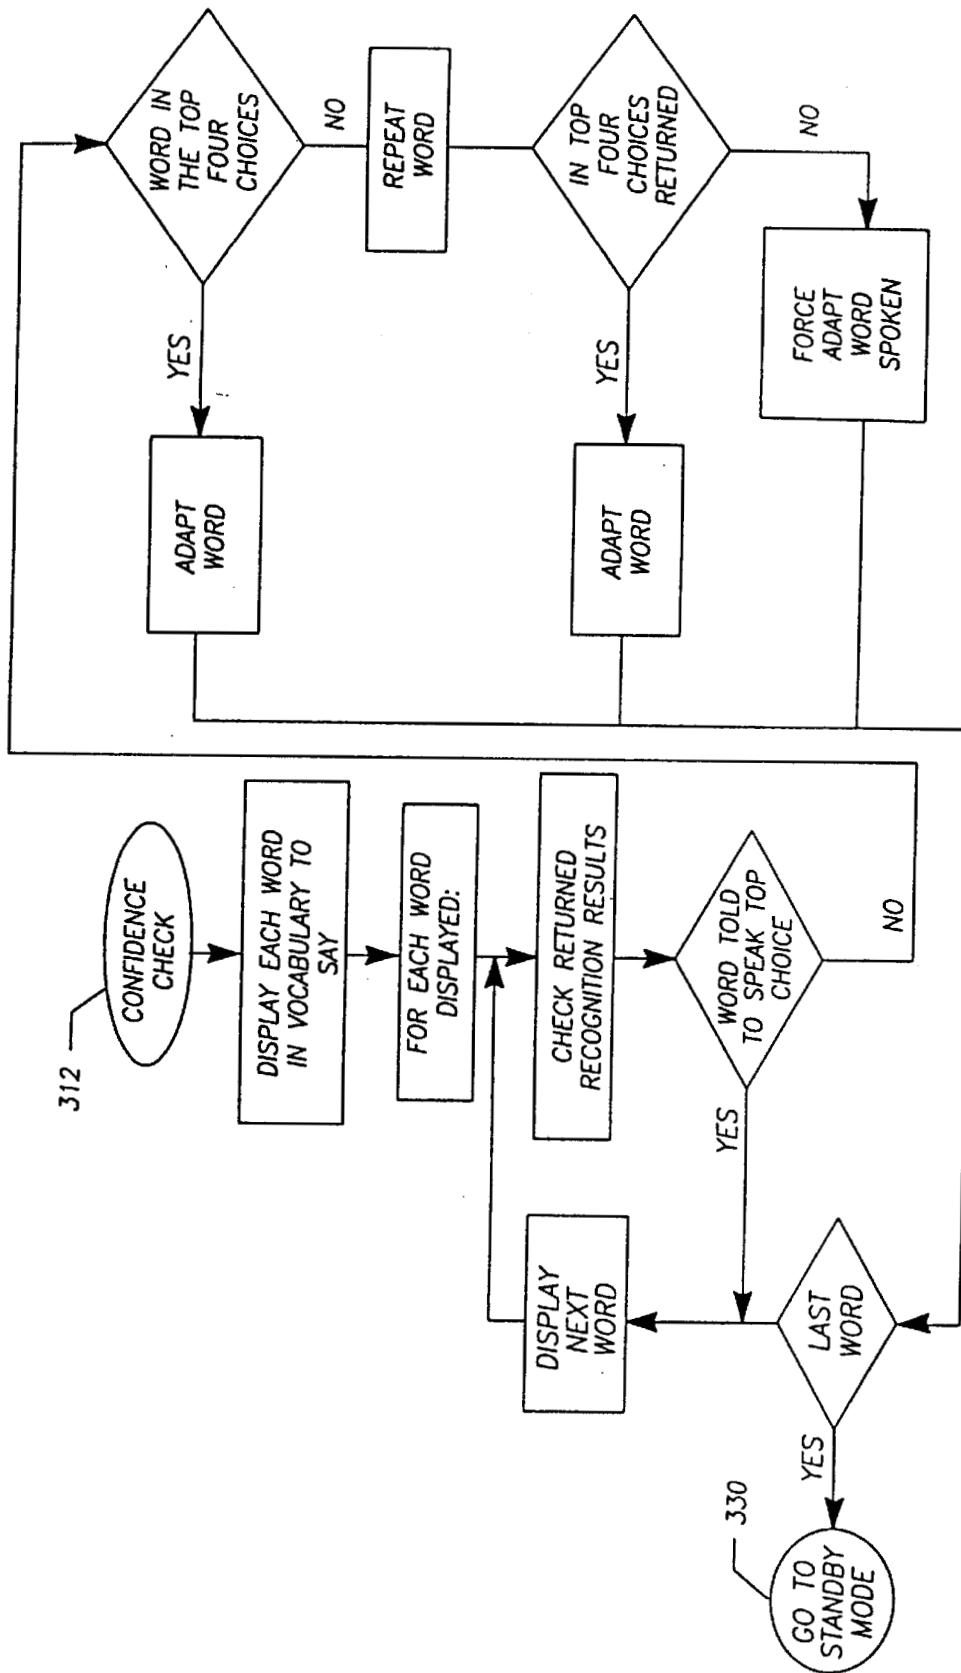 312
CONFIDENCE
CHECK
DISPLAY EACH WORD
IN VOCABULARY TO
SAY
FOR EACH WORD
DISPLAYED:
CHECK RETURNED
RECOGNITION RESULTS
WORD TOLD
TO SPEAK TOP
CHOICE
YES
NO
DISPLAY
NEXT
WORD
LAST
WORD
YES
330
GO TO
STANDBY
MODE
WORD IN
THE TOP
FOUR
CHOICES
YES
NO
ADAPT
WORD
REPEAT
WORD
IN TOP
FOUR
CHOICES
RETURNED
YES
NO
ADAPT
WORD
FORCE
ADAPT
WORD
SPOKEN